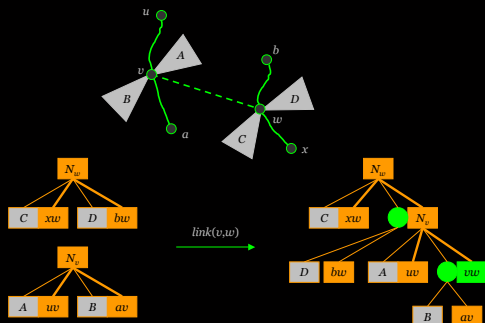 u
b
A
v
B
D
w
a
C
x
N_w
N_w
C xw D bw
link(v,w)
C xw N_v
N_v
D bw A uv vw
A uv B av
B av